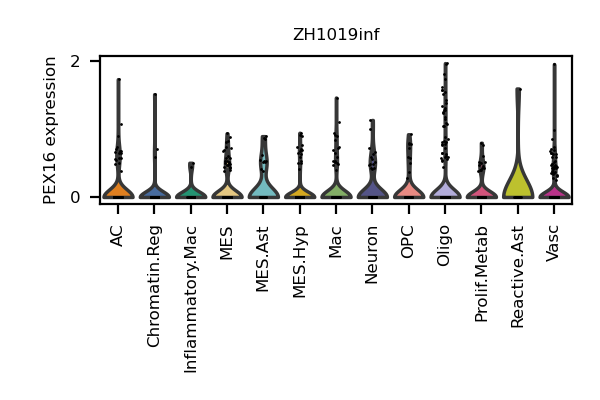 ZH1019inf
PEX16 expression
2
0
AC
Chromatin.Reg
Inflammatory.Mac
MES
MES.Ast
MES.Hyp
Mac
Neuron
OPC
Oligo
Prolif.Metab
Reactive.Ast
Vasc